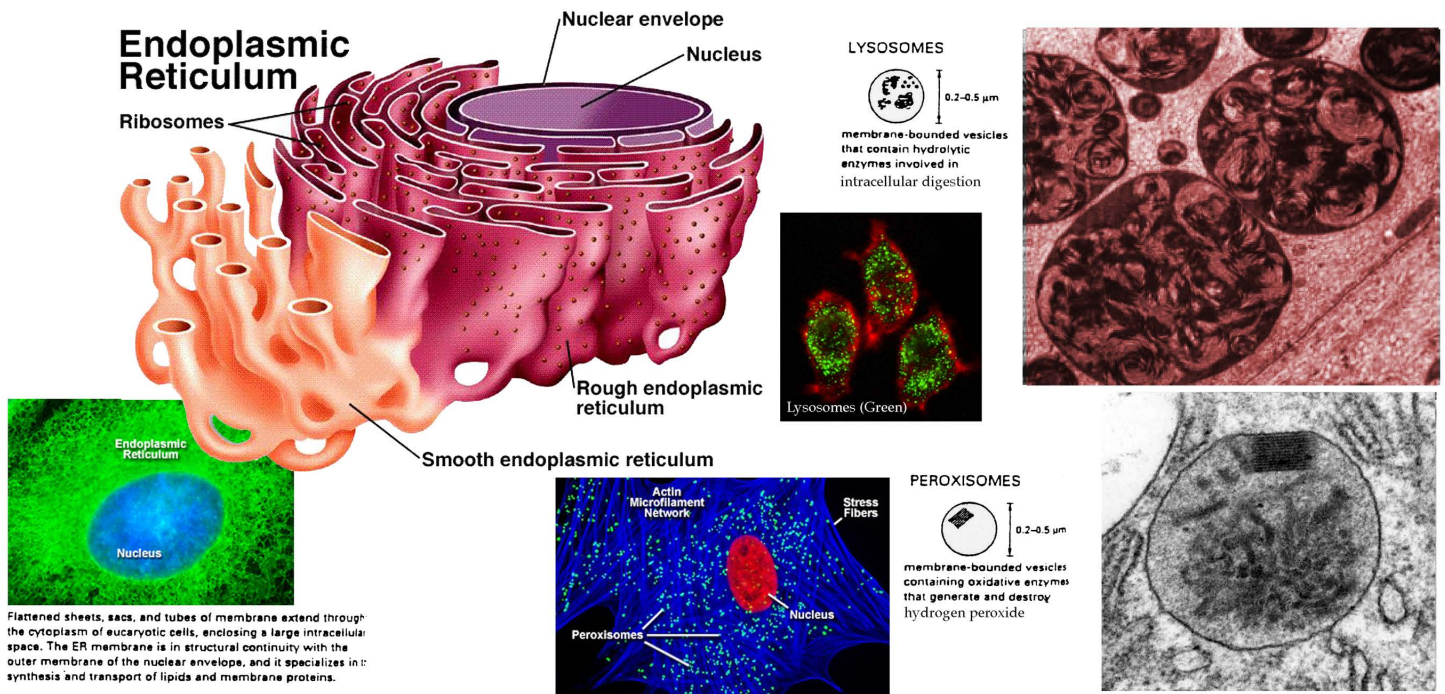 Endoplasmic
Reticulum
Nuclear envelope
Nucleus
Ribosomes
Rough endoplasmic
reticulum
Smooth endoplasmic reticulum
Endoplasmic
Reticulum
Nucleus
Flattened sheets, sacs, and tubes of membrane extend through
the cytoplasm of eucaryotic cells, enclosing a large intracellular
space. The ER membrane is in structural continuity with the
outer membrane of the nuclear envelope, and it specializes in
synthesis and transport of lipids and membrane proteins.
LYSOSOMES
0.2–0.5 µm
membrane-bounded vesicles
that contain hydrolytic
enzymes involved in
intracellular digestion
Lysosomes (Green)
Actin
Microfilament
Network
Stress
Fibers
Nucleus
Peroxisomes
PEROXISOMES
0.2–0.5 µm
membrane-bounded vesicles
containing oxidative enzymes
that generate and destroy
hydrogen peroxide